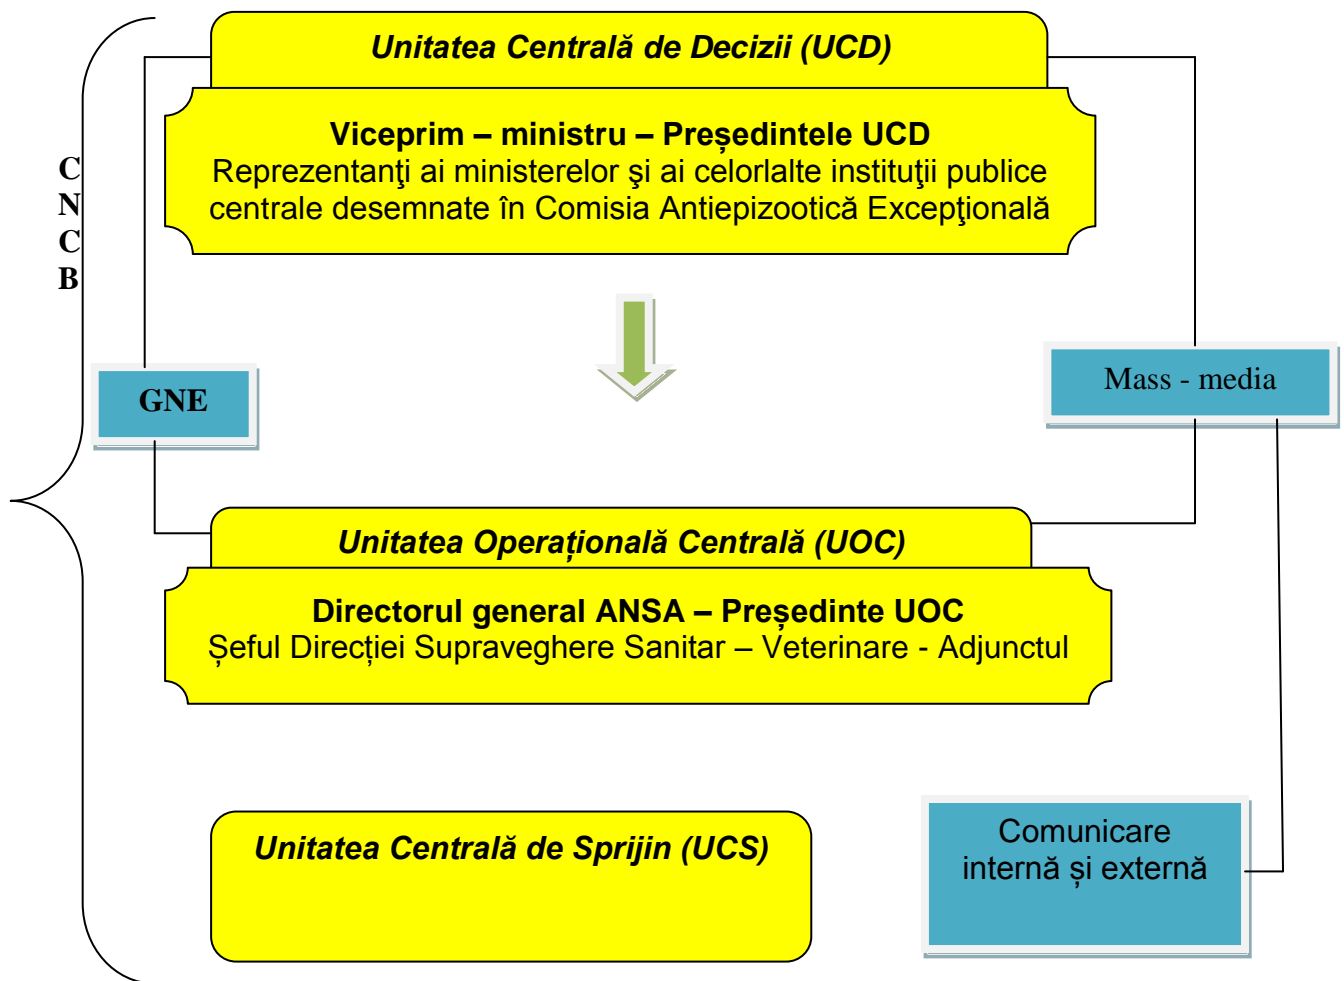 Unitatea Centrală de Decizii (UCD)
Viceprim – ministru – Președintele UCD
Reprezentanţi ai ministerelor şi ai celorlalte instituţii publice
centrale desemnate în Comisia Antiepizootică Excepţională
C
N
C
B
GNE
Mass - media
Unitatea Operațională Centrală (UOC)
Directorul general ANSA – Președinte UOC
Șeful Direcției Supraveghere Sanitar – Veterinare - Adjunctul
Unitatea Centrală de Sprijin (UCS)
Comunicare
internă și externă